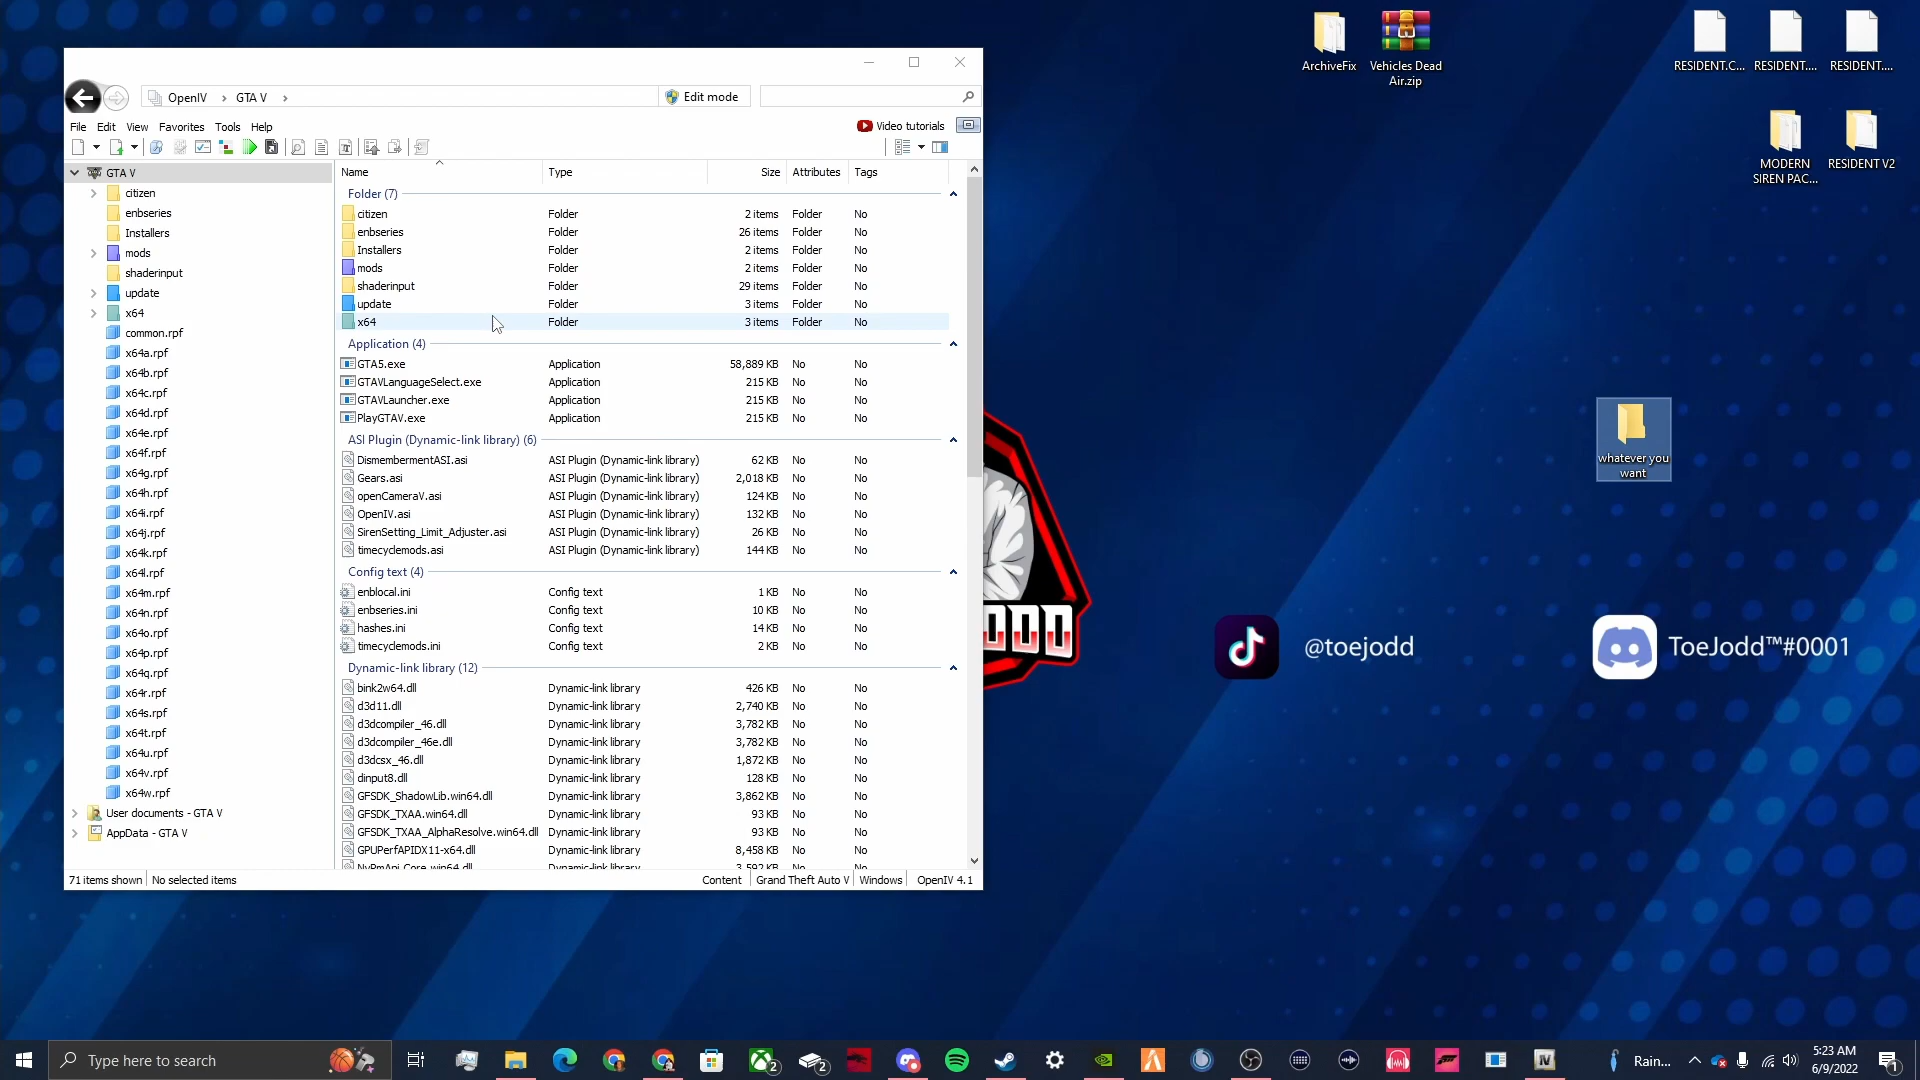 ArchiveFix
Vehicles Dead
Air.zip
RESIDENT.C...
RESIDENT....
RESIDENT....
MODERN
SIREN PAC...
RESIDENT V2
OpenIV
GTA V
Edit mode
File Edit View Favorites Tools Help
Video tutorials
GTA V
citizen
enbseries
Installers
mods
shaderinput
update
x64
common.rpf
x64a.rpf
x64b.rpf
x64c.rpf
x64d.rpf
x64e.rpf
x64f.rpf
x64g.rpf
x64h.rpf
x64i.rpf
x64j.rpf
x64k.rpf
x64l.rpf
x64m.rpf
x64n.rpf
x64o.rpf
x64p.rpf
x64q.rpf
x64r.rpf
x64s.rpf
x64t.rpf
x64u.rpf
x64v.rpf
x64w.rpf
User documents - GTA V
AppData - GTA V
Name Type Size Attributes Tags
Folder (7)
citizen Folder 2 items Folder No
enbseries Folder 26 items Folder No
Installers Folder 2 items Folder No
mods Folder 2 items Folder No
shaderinput Folder 29 items Folder No
update Folder 3 items Folder No
x64 Folder 3 items Folder No
Application (4)
GTA5.exe Application 58,889 KB No No
GTAVLanguageSelect.exe Application 215 KB No No
GTAVLauncher.exe Application 215 KB No No
PlayGTAV.exe Application 215 KB No No
ASI Plugin (Dynamic-link library) (6)
DismembermentASI.asi ASI Plugin (Dynamic-link library) 62 KB No No
Gears.asi ASI Plugin (Dynamic-link library) 2,018 KB No No
openCameraV.asi ASI Plugin (Dynamic-link library) 124 KB No No
OpenIV.asi ASI Plugin (Dynamic-link library) 132 KB No No
SirenSetting_Limit_Adjuster.asi ASI Plugin (Dynamic-link library) 26 KB No No
timecyclemods.asi ASI Plugin (Dynamic-link library) 144 KB No No
Config text (4)
enblocal.ini Config text 1 KB No No
enbseries.ini Config text 10 KB No No
hashes.ini Config text 14 KB No No
timecyclemods.ini Config text 2 KB No No
Dynamic-link library (12)
bink2w64.dll Dynamic-link library 426 KB No No
d3d11.dll Dynamic-link library 2,740 KB No No
d3dcompiler_46.dll Dynamic-link library 3,782 KB No No
d3dcompiler_46e.dll Dynamic-link library 3,782 KB No No
d3dcsx_46.dll Dynamic-link library 1,872 KB No No
dinput8.dll Dynamic-link library 128 KB No No
GFSDK_ShadowLib.win64.dll Dynamic-link library 3,862 KB No No
GFSDK_TXAA.win64.dll Dynamic-link library 93 KB No No
GFSDK_TXAA_AlphaResolve.win64.dll Dynamic-link library 93 KB No No
GPUPerfAPIDX11-x64.dll Dynamic-link library 8,458 KB No No
NvPmApi.Core.win64.dll Dynamic-link library 3,592 KB No No
71 items shown No selected items Content Grand Theft Auto V Windows OpenIV 4.1
whatever you
want
@toejodd
ToeJodd™#0001
Type here to search
2
2
Rain...
5:23 AM
6/9/2022
1